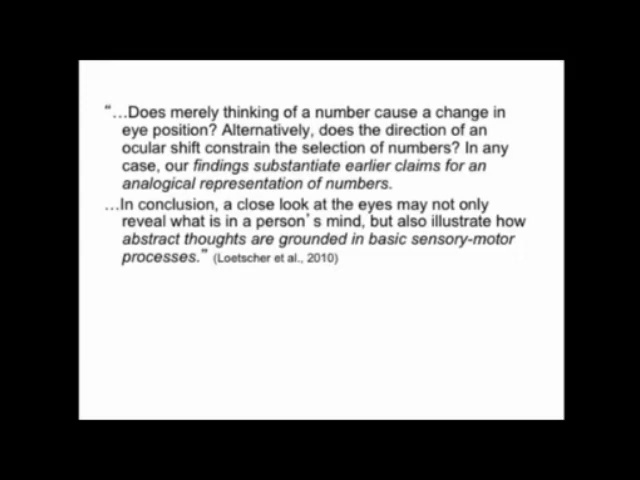 “…Does merely thinking of a number cause a change in
eye position? Alternatively, does the direction of an
ocular shift constrain the selection of numbers? In any
case, our findings substantiate earlier claims for an
analogical representation of numbers.
…In conclusion, a close look at the eyes may not only
reveal what is in a person’s mind, but also illustrate how
abstract thoughts are grounded in basic sensory-motor
processes.” (Loetscher et al., 2010)